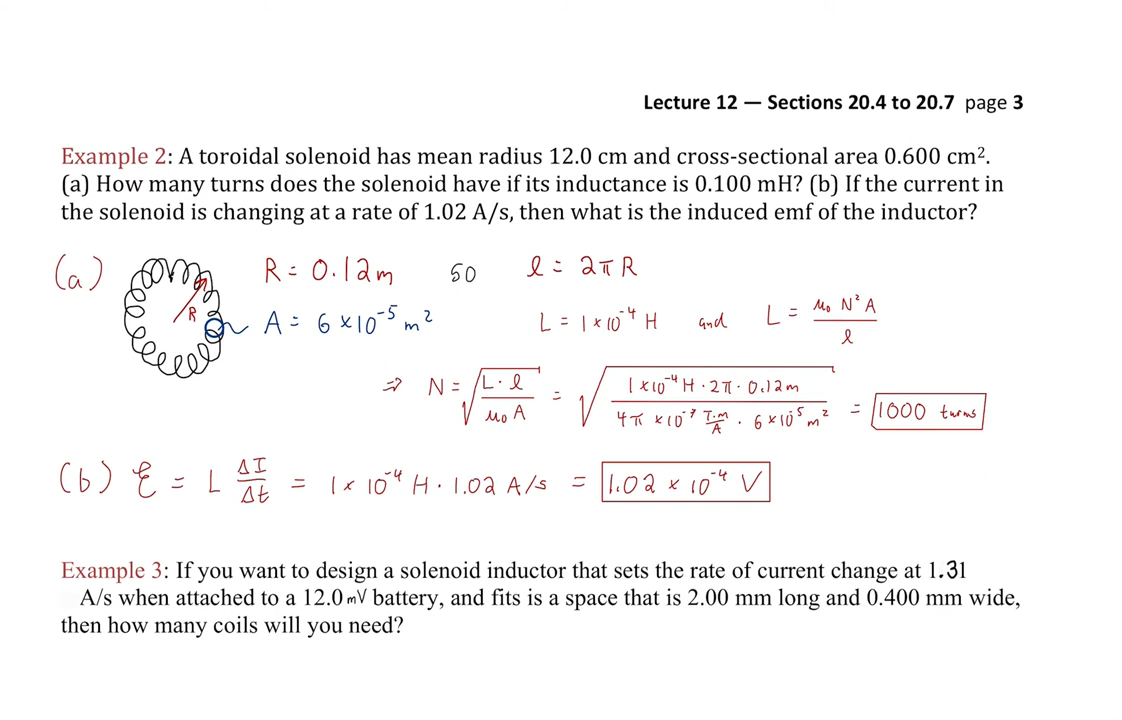 Lecture 12 — Sections 20.4 to 20.7 page 3
Example 2: A toroidal solenoid has mean radius 12.0 cm and cross-sectional area 0.600 cm².
(a) How many turns does the solenoid have if its inductance is 0.100 mH? (b) If the current in
the solenoid is changing at a rate of 1.02 A/s, then what is the induced emf of the inductor?
(a) R R = 0.12m so l = 2πR
A = 6 × 10⁻⁵ m² L = 1 × 10⁻⁴ H and L = μ₀ N² A / l
⇒ N = √(L · l / μ₀ A) = √(1 × 10⁻⁴ H · 2π · 0.12m / 4π × 10⁻⁷ T·m/A · 6 × 10⁻⁵ m²) = 1000 turns
(b) ℰ = L ΔI/Δt = 1 × 10⁻⁴ H · 1.02 A/s = 1.02 × 10⁻⁴ V
Example 3: If you want to design a solenoid inductor that sets the rate of current change at 1.31
A/s when attached to a 12.0 mV battery, and fits is a space that is 2.00 mm long and 0.400 mm wide,
then how many coils will you need?